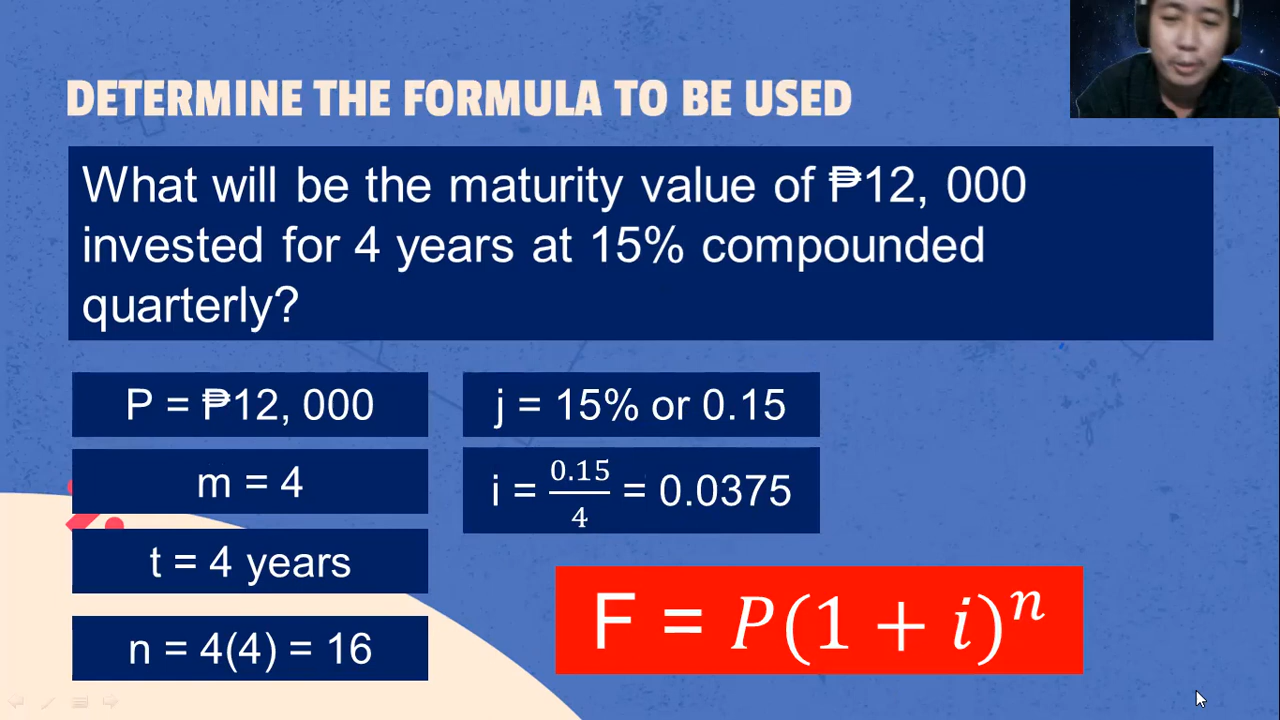 DETERMINE THE FORMULA TO BE USED
What will be the maturity value of ₱12, 000
invested for 4 years at 15% compounded
quarterly?
P = ₱12, 000
j = 15% or 0.15
m = 4
i = 0.15/4 = 0.0375
t = 4 years
n = 4(4) = 16
F = P(1 + i)ⁿ